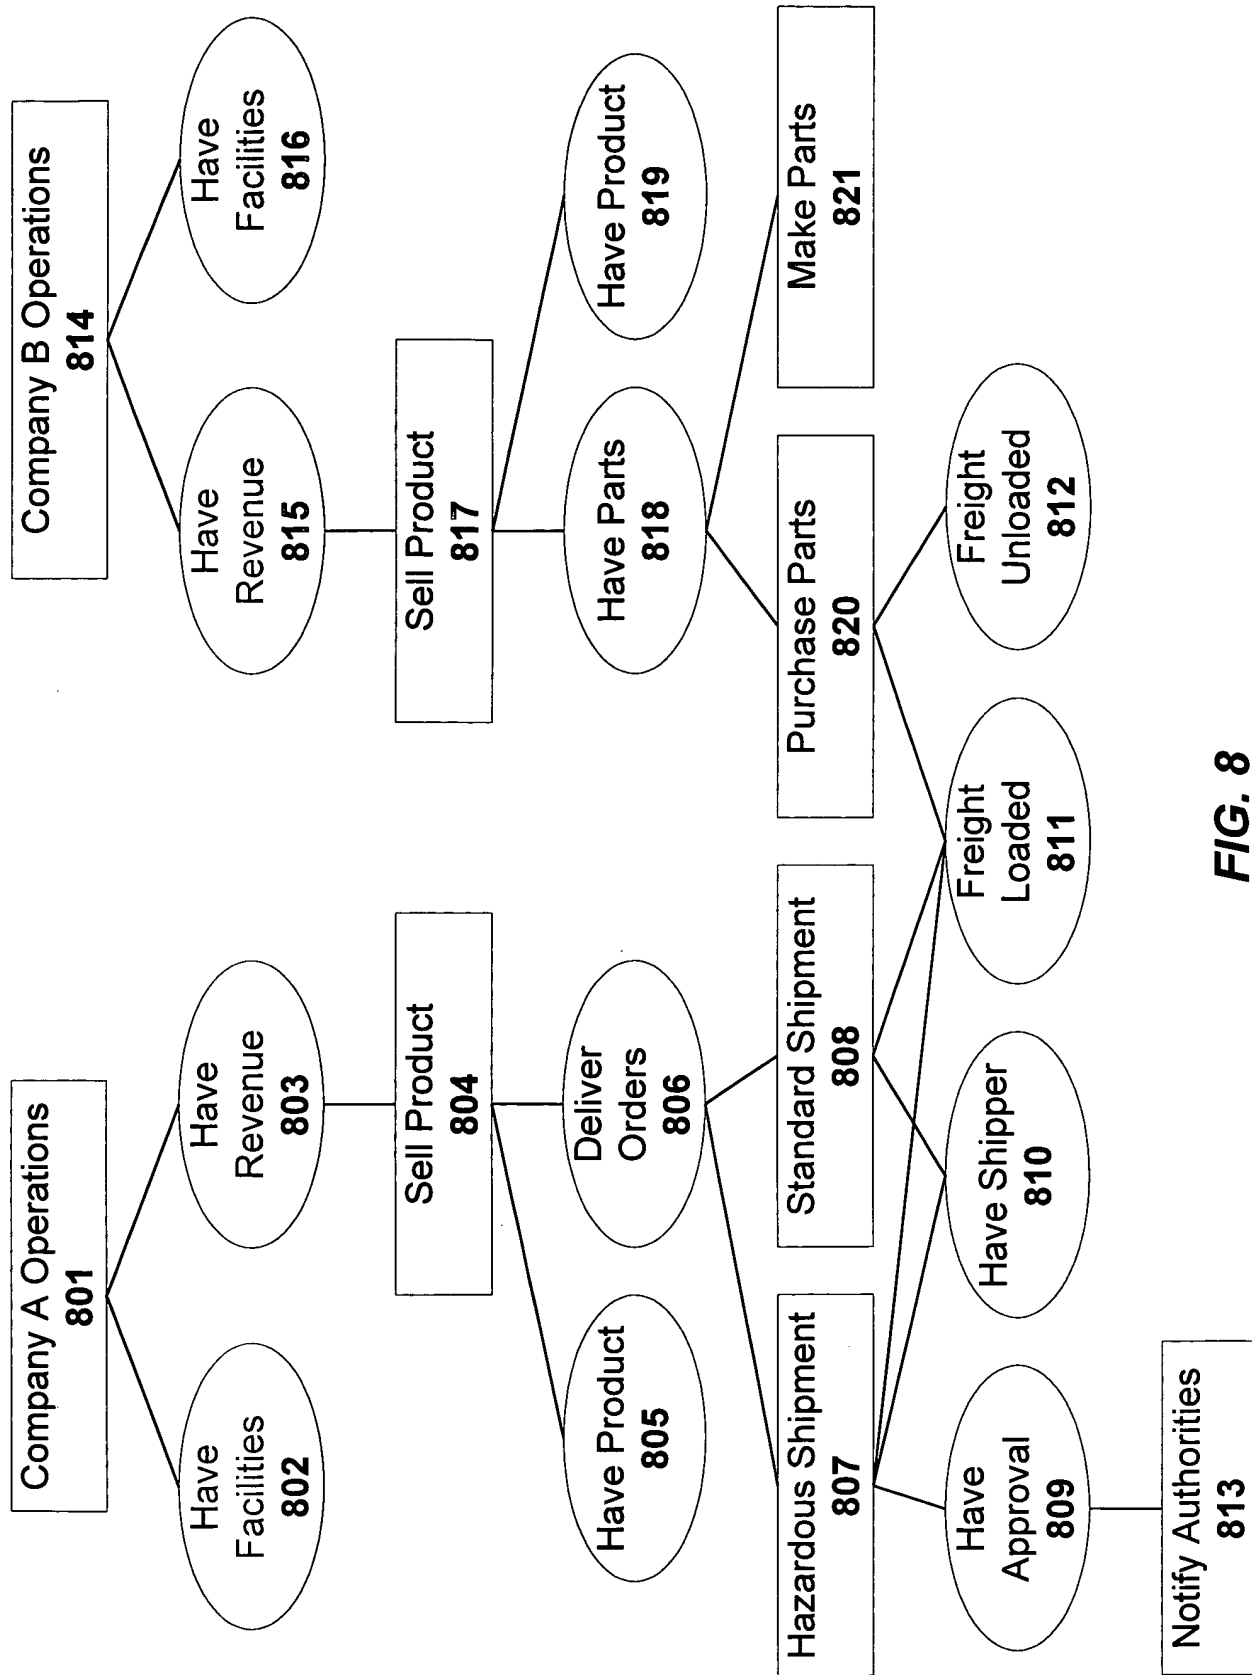 Company A Operations
801
Company B Operations
814
Have
Facilities
802
Have
Revenue
803
Have
Revenue
815
Have
Facilities
816
Sell Product
804
Sell Product
817
Have Product
805
Deliver
Orders
806
Have Parts
818
Have Product
819
Hazardous Shipment
807
Standard Shipment
808
Purchase Parts
820
Make Parts
821
Have
Approval
809
Have Shipper
810
Freight
Loaded
811
Freight
Unloaded
812
Notify Authorities
813
FIG. 8